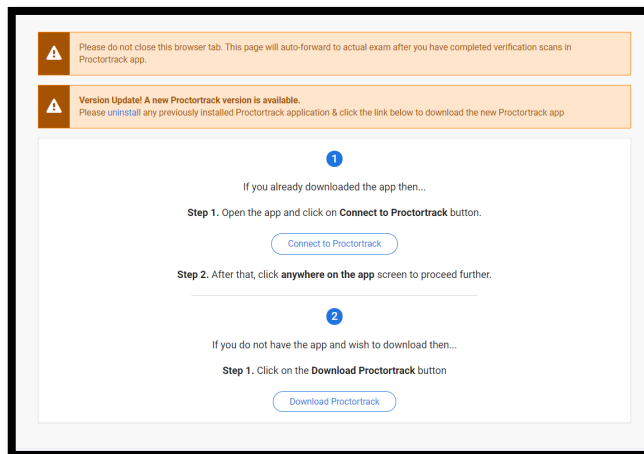 Please do not close this browser tab. This page will auto-forward to actual exam after you have completed verification scans in
Proctortrack app.
Version Update! A new Proctortrack version is available.
Please uninstall any previously installed Proctortrack application & click the link below to download the new Proctortrack app
1
If you already downloaded the app then...
Step 1. Open the app and click on Connect to Proctortrack button.
Connect to Proctortrack
Step 2. After that, click anywhere on the app screen to proceed further.
2
If you do not have the app and wish to download then...
Step 1. Click on the Download Proctortrack button
Download Proctortrack